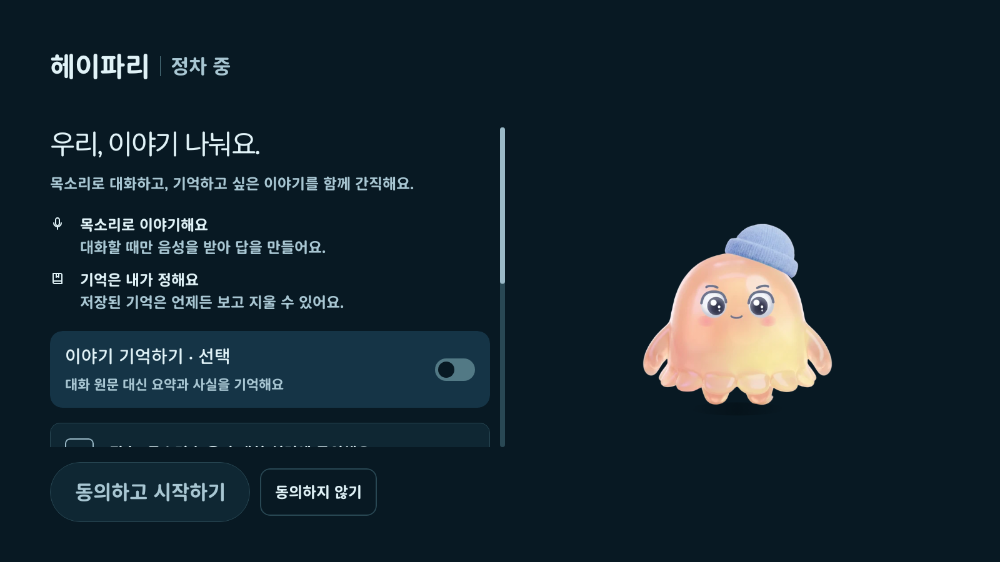 헤이파리
정차 중
우리, 이야기 나눠요.
목소리로 대화하고, 기억하고 싶은 이야기를 함께 간직해요.
목소리로 이야기해요
대화할 때만 음성을 받아 답을 만들어요.
기억은 내가 정해요
저장된 기억은 언제든 보고 지울 수 있어요.
이야기 기억하기 · 선택
대화 원문 대신 요약과 사실을 기억해요
동의하고 시작하기
동의하지 않기